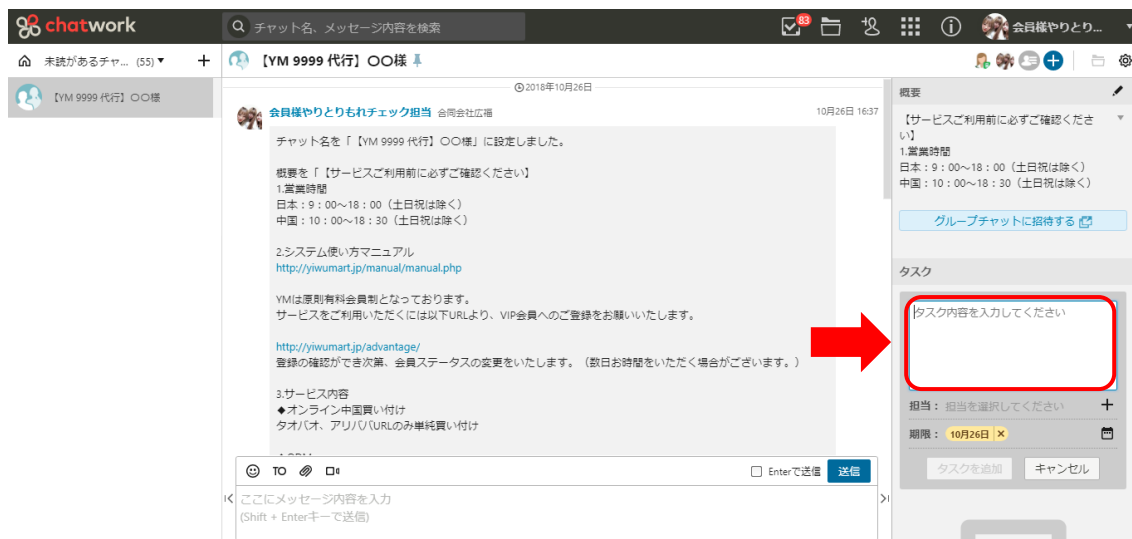 chatwork
チャット名、メッセージ内容を検索
83
会員様やりとり...
未読があるチャ... (55)▼
+
【YM 9999 代行】〇〇様
【YM 9999 代行】〇〇様
2018年10月26日
会員様やりとりもれチェック担当 合同会社広福
10月26日 16:37
チャット名を「【YM 9999 代行】〇〇様」に設定しました。
概要を「【サービスご利用前に必ずご確認ください】
1.営業時間
日本：9：00～18：00（土日祝は除く）
中国：10：00～18：30（土日祝は除く）
2.システム使い方マニュアル
http://yiwumart.jp/manual/manual.php
YMは原則有料会員制となっております。
サービスをご利用いただくには以下URLより、VIP会員へのご登録をお願いいたします。
http://yiwumart.jp/advantage/
登録の確認ができ次第、会員ステータスの変更をいたします。（数日お時間をいただく場合がございます。）
3.サービス内容
◆オンライン中国買い付け
タオバオ、アリババURLのみ単純買い付け
TO
Enterで送信
送信
ここにメッセージ内容を入力
(Shift + Enterキーで送信)
概要
【サービスご利用前に必ずご確認くださ
い】
1.営業時間
日本：9：00～18：00（土日祝は除く）
中国：10：00～18：30（土日祝は除く）
グループチャットに招待する
タスク
タスク内容を入力してください
担当： 担当を選択してください +
期限： 10月26日 ×
タスクを追加 キャンセル